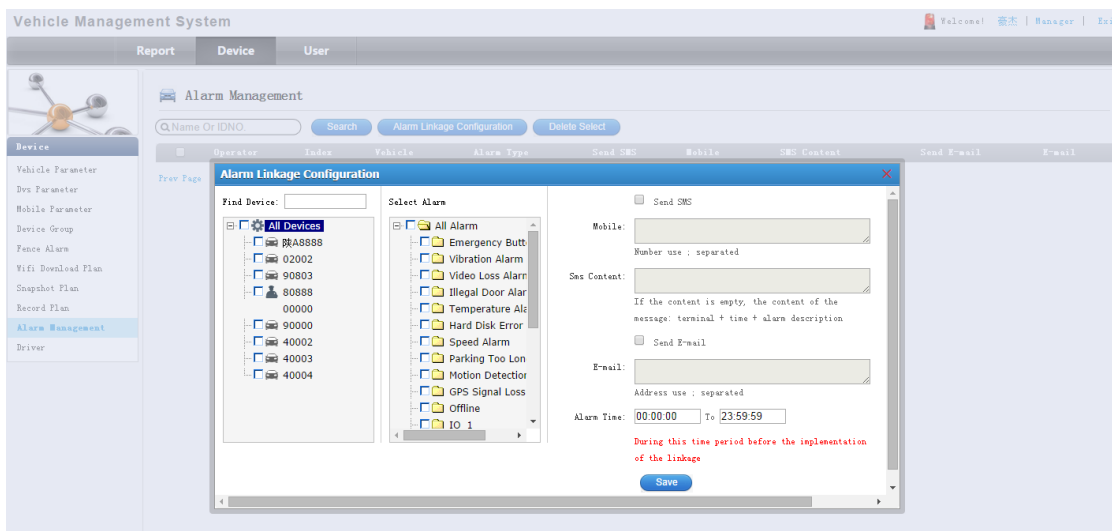 Vehicle Management System
Welcome! 豪杰 | Manager |
Report Device User
Alarm Management
Name Or IDNO. Search Alarm Linkage Configuration Delete Select
Operator Index Vehicle Alarm Type Send SMS Mobile SMS Content Send E-mail E-mail
Prev Page
Device
Vehicle Parameter
Dvs Parameter
Mobile Parameter
Device Group
Fence Alarm
Wifi Download Plan
Snapshot Plan
Record Plan
Alarm Management
Driver
Alarm Linkage Configuration
Find Device:
All Devices
陕A8888
02002
90803
80888
00000
90000
40002
40003
40004
Select Alarm
All Alarm
Emergency Butt
Vibration Alarm
Video Loss Alarm
Illegal Door Alar
Temperature Ala
Hard Disk Error
Speed Alarm
Parking Too Lon
Motion Detection
GPS Signal Loss
Offline
IO_1
Send SMS
Mobile:
Number use ; separated
Sms Content:
If the content is empty, the content of the
message: terminal + time + alarm description
Send E-mail
E-mail:
Address use ; separated
Alarm Time: 00:00:00 To 23:59:59
During this time period before the implementation
of the linkage
Save